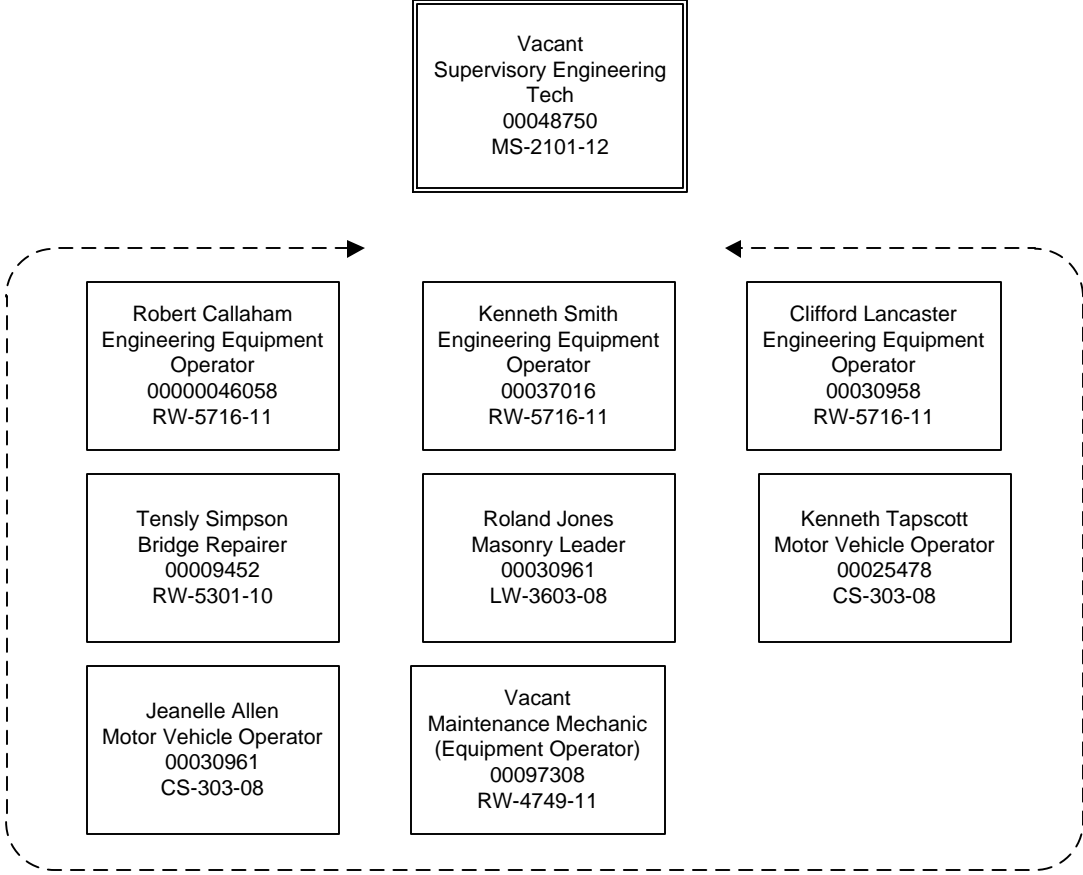 Vacant
Supervisory Engineering
Tech
00048750
MS-2101-12
Robert Callaham
Engineering Equipment
Operator
00000046058
RW-5716-11
Kenneth Smith
Engineering Equipment
Operator
00037016
RW-5716-11
Clifford Lancaster
Engineering Equipment
Operator
00030958
RW-5716-11
Tensly Simpson
Bridge Repairer
00009452
RW-5301-10
Roland Jones
Masonry Leader
00030961
LW-3603-08
Kenneth Tapscott
Motor Vehicle Operator
00025478
CS-303-08
Jeanelle Allen
Motor Vehicle Operator
00030961
CS-303-08
Vacant
Maintenance Mechanic
(Equipment Operator)
00097308
RW-4749-11